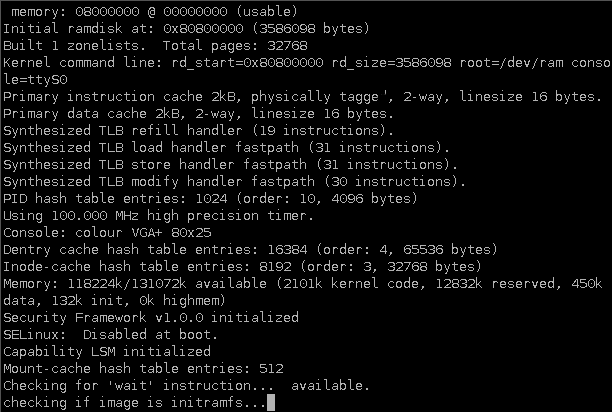 memory: 08000000 @ 00000000 (usable)
Initial ramdisk at: 0x80800000 (3586098 bytes)
Built 1 zonelists.  Total pages: 32768
Kernel command line: rd_start=0x80800000 rd_size=3586098 root=/dev/ram conso
le=ttyS0
Primary instruction cache 2kB, physically tagge', 2-way, linesize 16 bytes.
Primary data cache 2kB, 2-way, linesize 16 bytes.
Synthesized TLB refill handler (19 instructions).
Synthesized TLB load handler fastpath (31 instructions).
Synthesized TLB store handler fastpath (31 instructions).
Synthesized TLB modify handler fastpath (30 instructions).
PID hash table entries: 1024 (order: 10, 4096 bytes)
Using 100.000 MHz high precision timer.
Console: colour VGA+ 80x25
Dentry cache hash table entries: 16384 (order: 4, 65536 bytes)
Inode-cache hash table entries: 8192 (order: 3, 32768 bytes)
Memory: 118224k/131072k available (2101k kernel code, 12832k reserved, 450k
data, 132k init, 0k highmem)
Security Framework v1.0.0 initialized
SELinux:  Disabled at boot.
Capability LSM initialized
Mount-cache hash table entries: 512
Checking for 'wait' instruction...  available.
checking if image is initramfs...